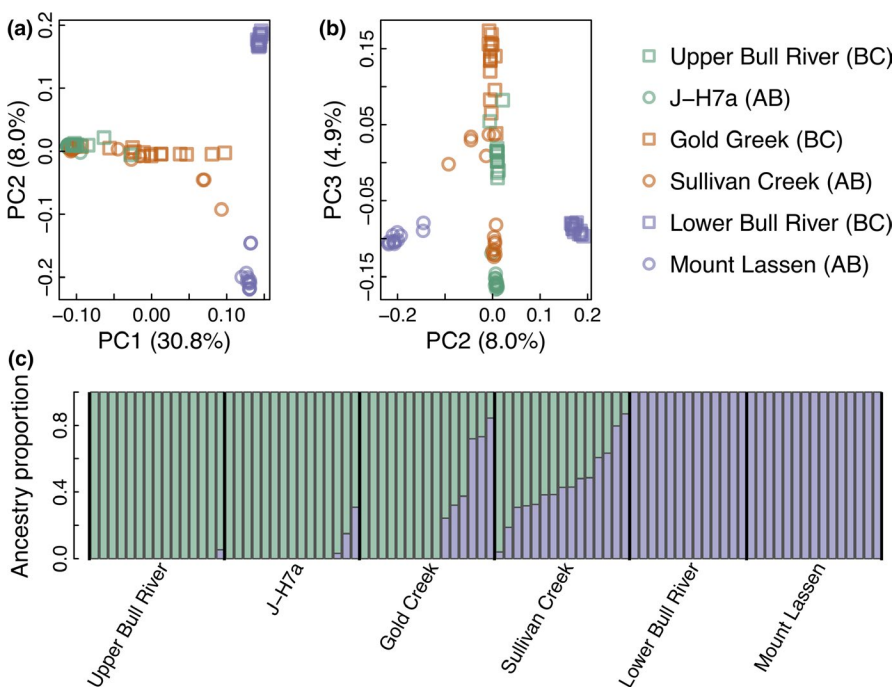 (a)
PC2 (8.0%)
0.2
0.1
0.0
−0.1
−0.2
−0.10
0.00
0.10
PC1 (30.8%)
(b)
PC3 (4.9%)
0.15
0.05
−0.05
−0.15
−0.2
0.0
0.1
0.2
PC2 (8.0%)
Upper Bull River (BC)
J−H7a (AB)
Gold Greek (BC)
Sullivan Creek (AB)
Lower Bull River (BC)
Mount Lassen (AB)
(c)
Ancestry proportion
0.8
0.4
0.0
Upper Bull River
J−H7a
Gold Creek
Sullivan Creek
Lower Bull River
Mount Lassen